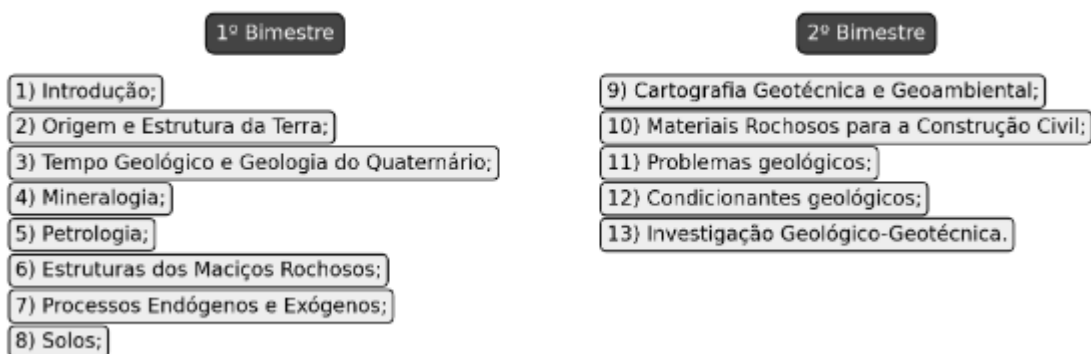 1º Bimestre
1) Introdução;
2) Origem e Estrutura da Terra;
3) Tempo Geológico e Geologia do Quaternário;
4) Mineralogia;
5) Petrologia;
6) Estruturas dos Maciços Rochosos;
7) Processos Endógenos e Exógenos;
8) Solos;
2º Bimestre
9) Cartografia Geotécnica e Geoambiental;
10) Materiais Rochosos para a Construção Civil;
11) Problemas geológicos;
12) Condicionantes geológicos;
13) Investigação Geológico-Geotécnica.